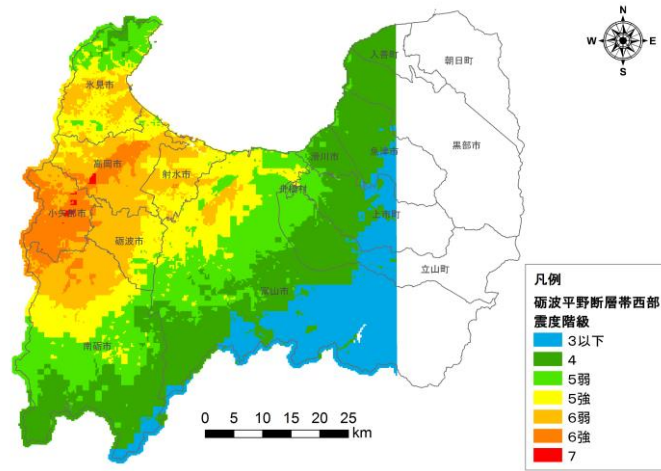 N
W
E
S
入善町
朝日町
氷見市
黒部市
魚津市
高岡市
滑川市
射水市
舟橋村
小矢部市
上市町
砺波市
立山町
富山市
南砺市
凡例
砺波平野断層帯西部
震度階級
3以下
4
5弱
5強
6弱
6強
7
0 5 10 15 20 25
km